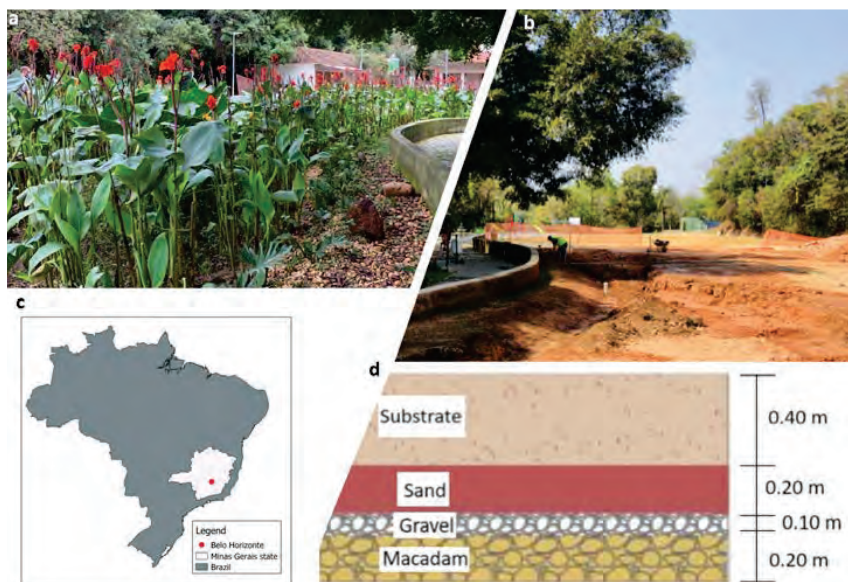 a
b
c
Legend
Belo Horizonte
Minas Gerais state
Brazil
d
Substrate
0.40 m
Sand
0.20 m
Gravel
0.10 m
Macadam
0.20 m